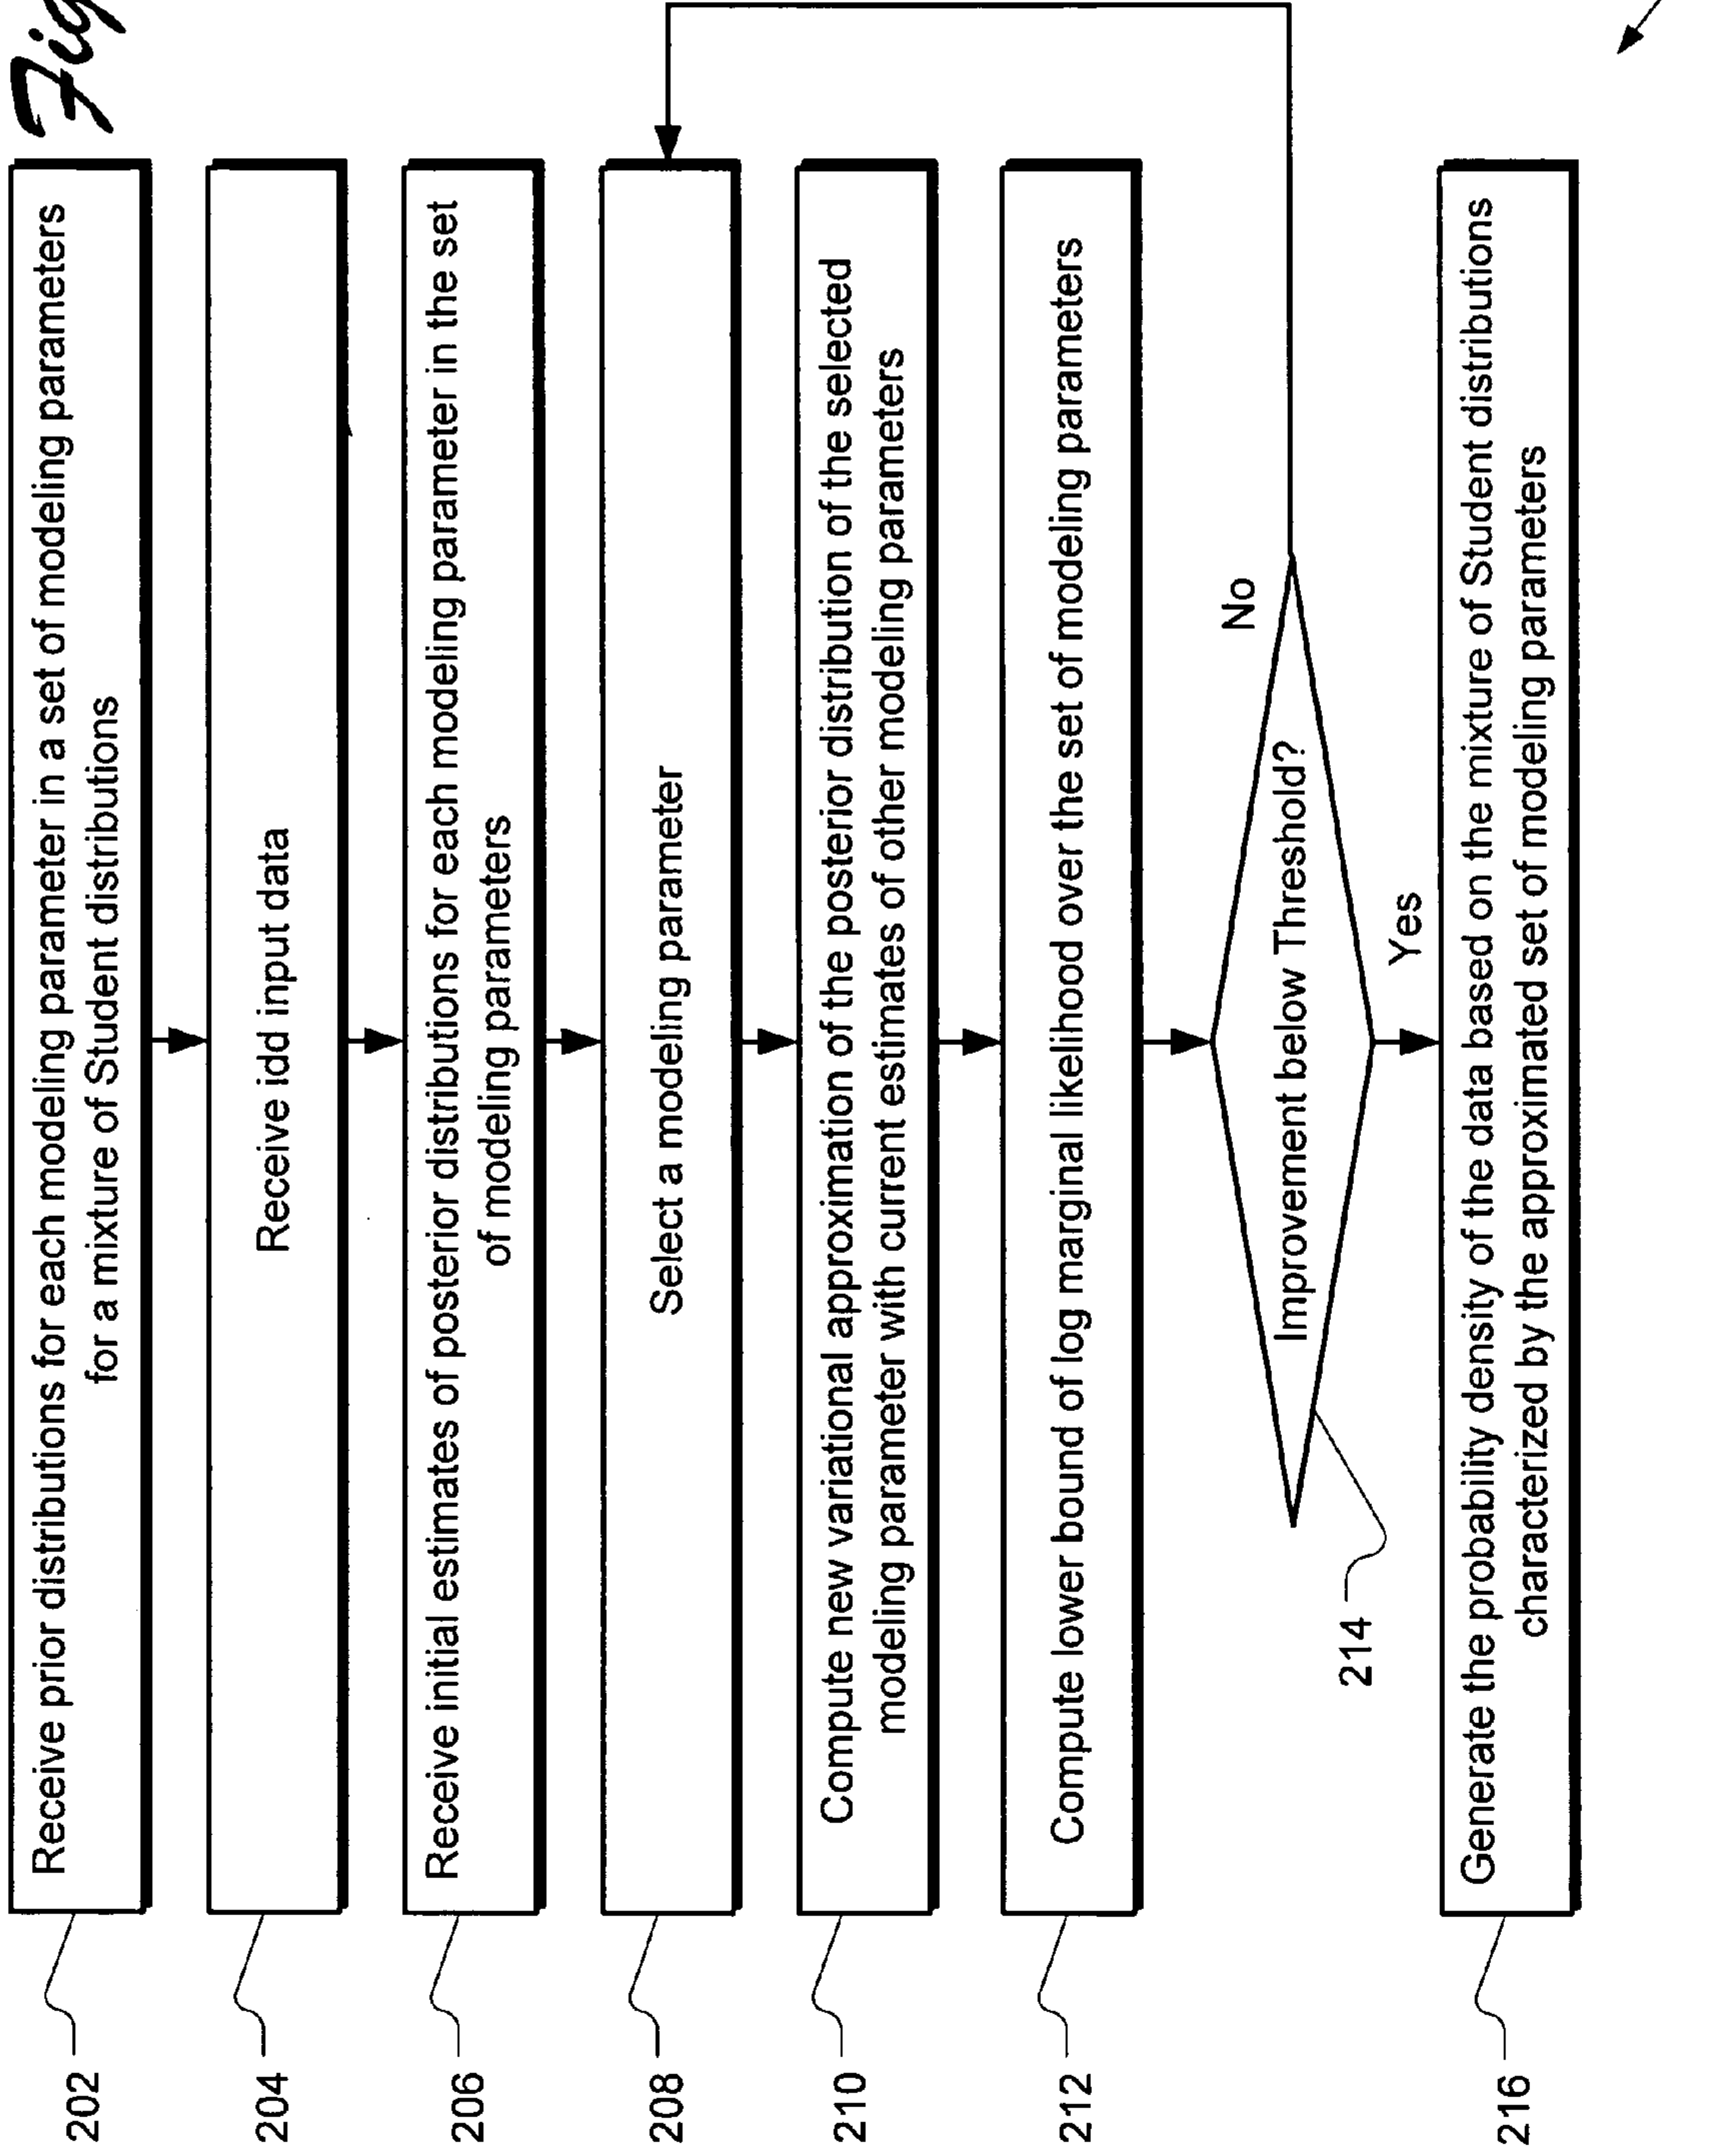 Fig
202
Receive prior distributions for each modeling parameter in a set of modeling parameters
for a mixture of Student distributions
204
Receive idd input data
206
Receive initial estimates of posterior distributions for each modeling parameter in the set
of modeling parameters
208
Select a modeling parameter
210
Compute new variational approximation of the posterior distribution of the selected
modeling parameter with current estimates of other modeling parameters
212
Compute lower bound of log marginal likelihood over the set of modeling parameters
Improvement below Threshold?
No
214
Yes
216
Generate the probability density of the data based on the mixture of Student distributions
characterized by the approximated set of modeling parameters